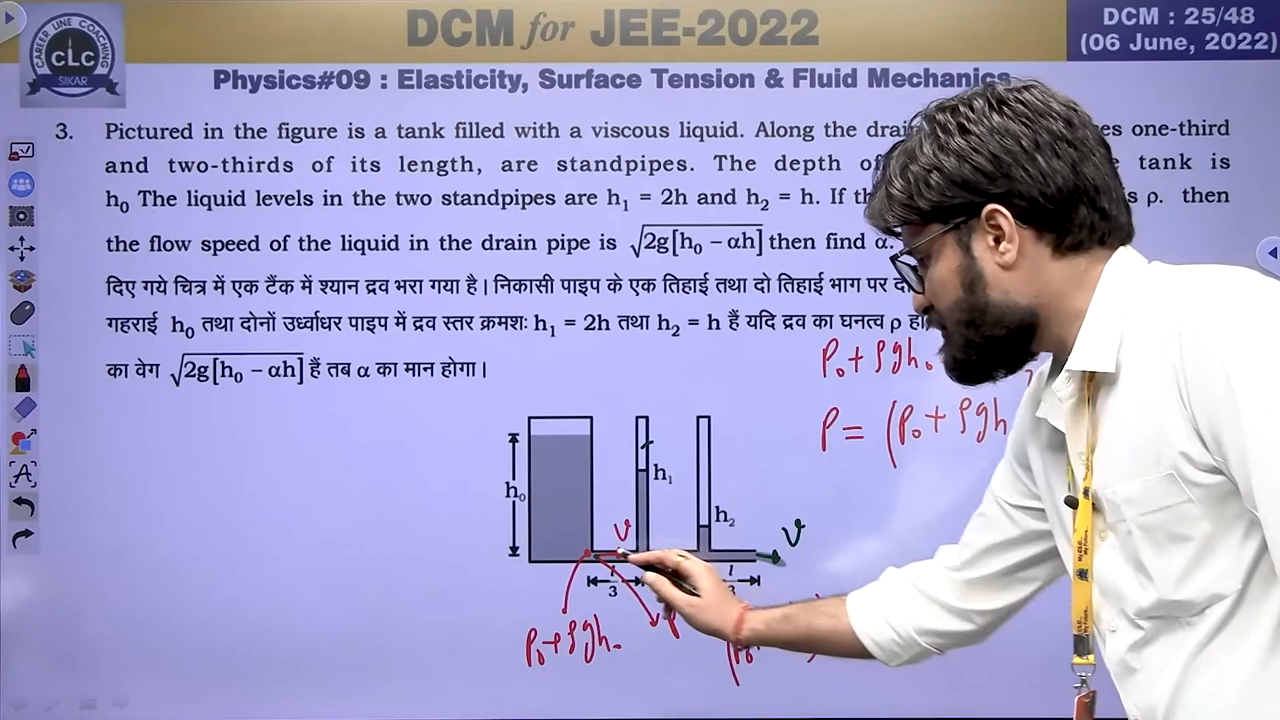 CAREER LINE COACHING
CLC
SIKAR
DCM for JEE-2022
DCM : 25/48
(06 June, 2022)
Physics#09 : Elasticity, Surface Tension & Fluid Mechanics
3. Pictured in the figure is a tank filled with a viscous liquid. Along the es one-third
and two-thirds of its length, are standpipes. The depth tank is
h₀ The liquid levels in the two standpipes are h₁ = 2h and h₂ = h. If is ρ. then
the flow speed of the liquid in the drain pipe is √2g[h₀ – αh] then find α.
दिए गये चित्र में एक टैंक में श्यान द्रव भरा गया है। निकासी पाइप के एक तिहाई तथा दो तिहाई भाग पर
गहराई h₀ तथा दोनों उर्ध्वाधर पाइप में द्रव स्तर क्रमशः h₁ = 2h तथा h₂ = h हैं यदि द्रव का घनत्व ρ
का वेग √2g[h₀ – αh] हैं तब α का मान होगा।
P₀ + ρgh₀
P = (P₀ + ρgh
h₀
h₁
h₂
v
v
l
3
l
3
P₀+ρgh₀
P
(P₀